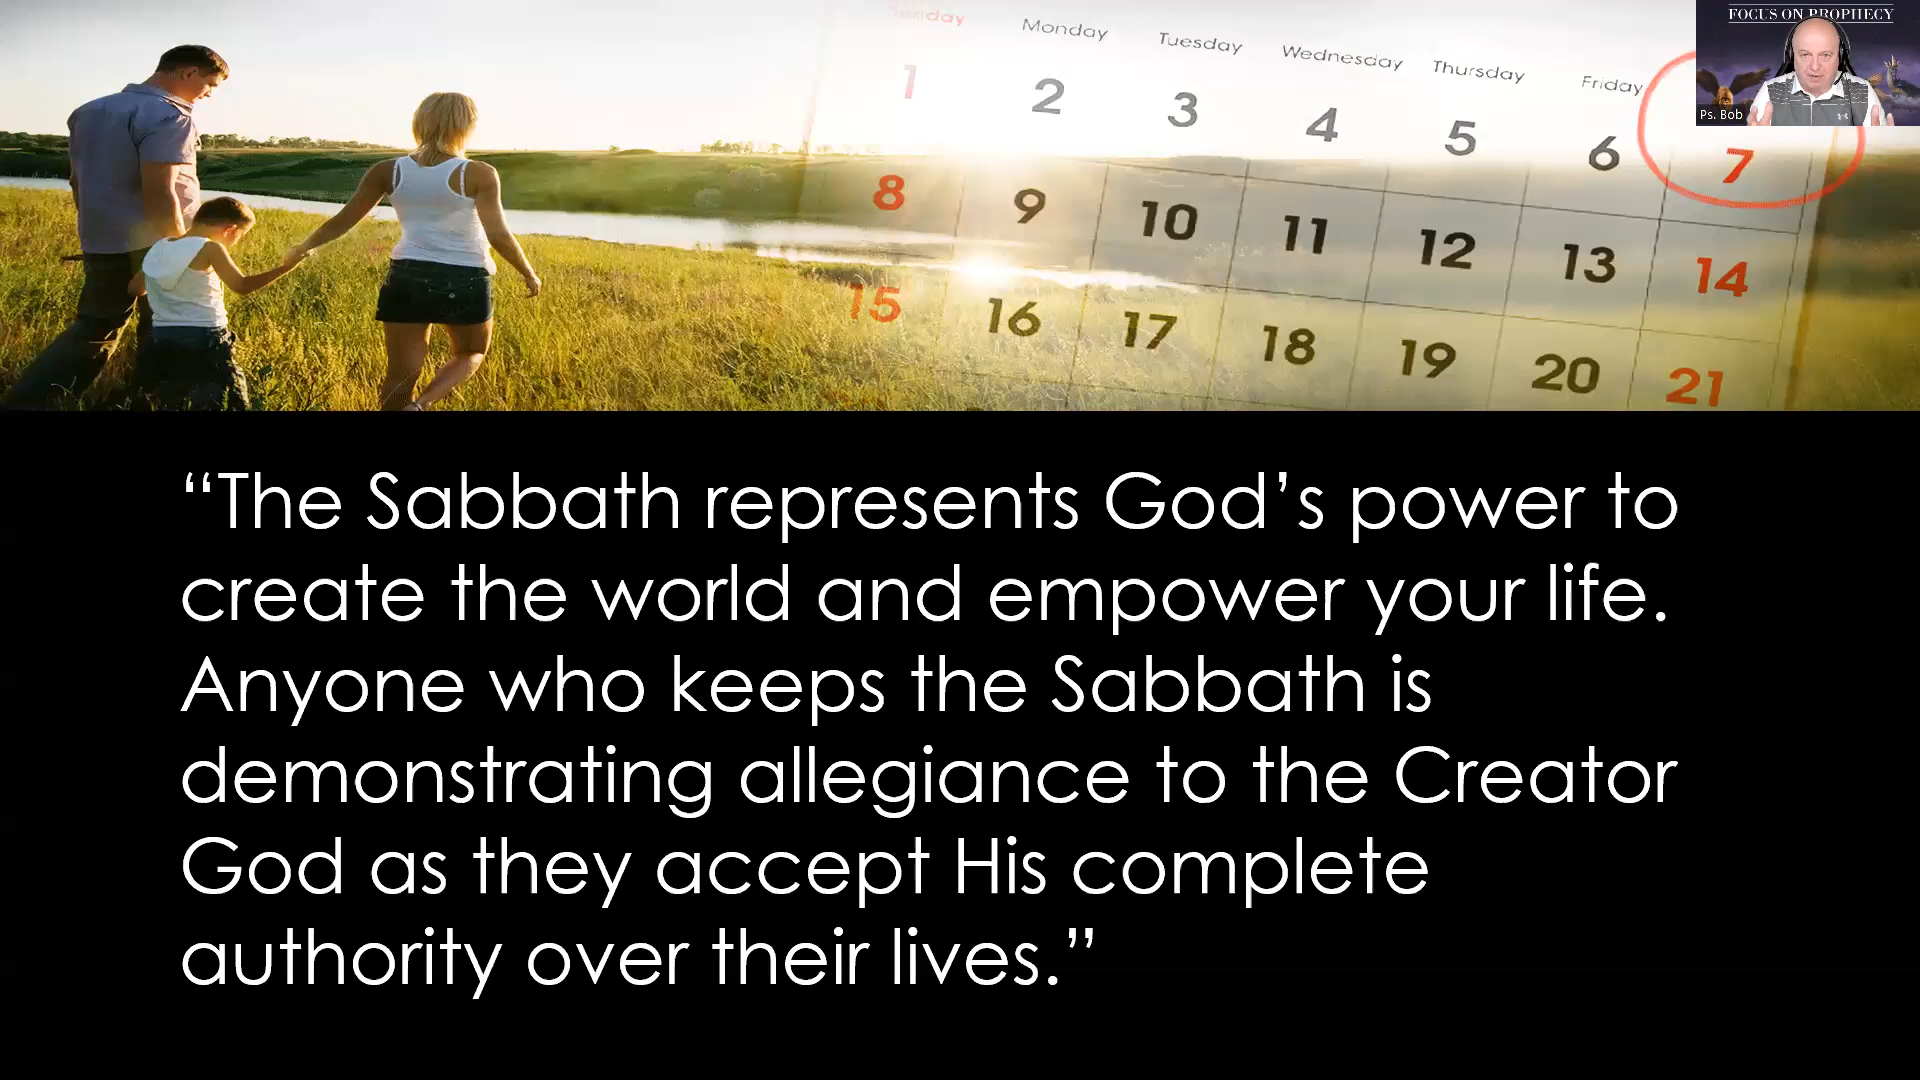 Sunday Monday Tuesday Wednesday Thursday Friday
1 2 3 4 5 6 7
8 9 10 11 12 13 14
15 16 17 18 19 20 21
FOCUS ON PROPHECY
Ps. Bob
“The Sabbath represents God’s power to
create the world and empower your life.
Anyone who keeps the Sabbath is
demonstrating allegiance to the Creator
God as they accept His complete
authority over their lives.”